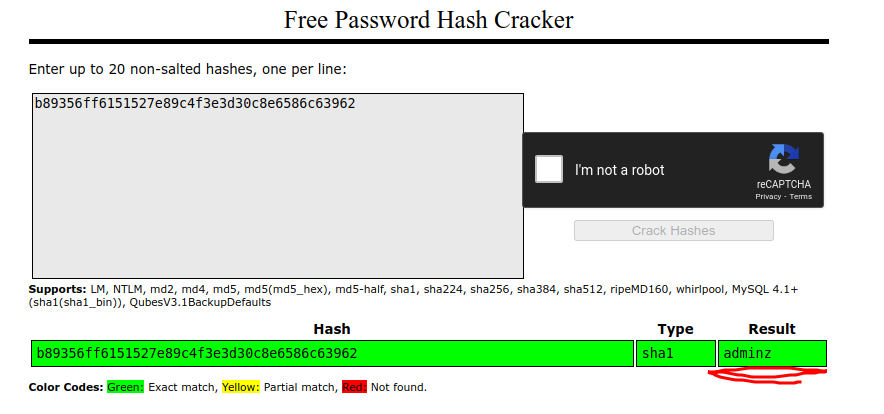 Free Password Hash Cracker
Enter up to 20 non-salted hashes, one per line:
b89356ff6151527e89c4f3e3d30c8e6586c63962
I'm not a robot
reCAPTCHA
Privacy - Terms
Crack Hashes
Supports: LM, NTLM, md2, md4, md5, md5(md5_hex), md5-half, sha1, sha224, sha256, sha384, sha512, ripeMD160, whirlpool, MySQL 4.1+
(sha1(sha1_bin)), QubesV3.1BackupDefaults
Hash Type Result
b89356ff6151527e89c4f3e3d30c8e6586c63962 sha1 adminz
Color Codes: Green: Exact match, Yellow: Partial match, Red: Not found.